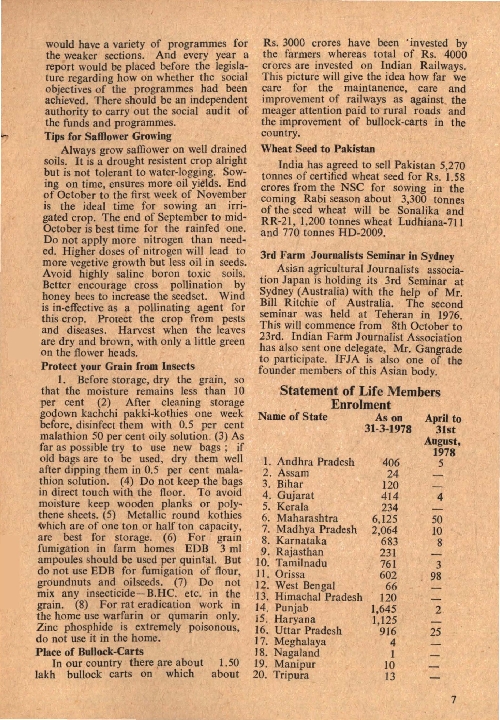 would have a variety of programmes for
the weaker sections. And every year a
report would be placed before the legisla-
ture regarding how on whether the social
objectives of the programmes had been
achieved. There should be an independent
authority to carry out the social audit of
the funds and programmes.
Tips for Safflower Growing
Always grow safflower on well drained
soils. It is a drought resistent crop alright
but is not tolerant to water-logging. Sow-
ing on time, ensures more oil yields. End
of October to the first week of November
is the ideal time for sowing an irri-
gated crop. The end of September to mid-
October is best time for the rainfed one.
Do not apply more nitrogen than need-
ed. Higher doses of nitrogen will lead to
more vegetive growth but less oil in seeds.
Avoid highly saline boron toxic soils.
Better encourage cross pollination by
honey bees to increase the seedset. Wind
is in-effective as a pollinating agent for
this crop. Protect the crop from pests
and diseases. Harvest when the leaves
are dry and brown, with only a little green
on the flower heads.
Protect your Grain from Insects
1. Before storage, dry the grain, so
that the moisture remains less than 10
per cent (2) After cleaning storage
godown kachchi pakki-kothies one week
before, disinfect them with 0.5 per cent
malathion 50 per cent oily solution. (3) As
far as possible try to use new bags ; if
old bags are to be used, dry them well
after dipping them in 0.5 per cent mala-
thion solution. (4) Do not keep the bags
in direct touch with the floor. To avoid
moisture keep wooden planks or poly-
thene sheets. (5) Metallic round kothies
which are of one ton or half ton capacity,
are best for storage. (6) For grain
fumigation in farm homes EDB 3 ml
ampoules should be used per quintal. But
do not use EDB for fumigation of flour,
groundnuts and oilseeds. (7) Do not
mix any insecticide—B.HC. etc. in the
grain. (8) For rat eradication work in
the home use warfarin or qumarin only.
Zinc phosphide is extremely poisonous,
do not use it in the home.
Place of Bullock-Carts
In our country there are about 1.50
lakh bullock carts on which about
Rs. 3000 crores have been invested by
the farmers whereas total of Rs. 4000
crores are invested on Indian Railways.
This picture will give the idea how far we
care for the maintanence, care and
improvement of railways as against the
meager attention paid to rural roads and
the improvement of bullock-carts in the
country.
Wheat Seed to Pakistan
India has agreed to sell Pakistan 5,270
tonnes of certified wheat seed for Rs. 1.58
crores from the NSC for sowing in the
coming Rabi season about 3,300 tonnes
of the seed wheat will be Sonalika and
RR-21, 1,200 tonnes wheat Ludhiana-711
and 770 tonnes HD-2009.
3rd Farm Journalists Seminar in Sydney
Asian agricultural Journalists associa-
tion Japan is holding its 3rd Seminar at
Sydney (Australia) with the help of Mr.
Bill Ritchie of Australia. The second
seminar was held at Teheran in 1976.
This will commence from 8th October to
23rd. Indian Farm Journalist Association
has also sent one delegate, Mr. Gangrade
to participate. IFJA is also one of the
founder members of this Asian body.
Statement of Life Members
Enrolment
Name of State As on April to
31-3-1978 31st
August,
1978
1. Andhra Pradesh 406 5
2. Assam 24 —
3. Bihar 120 —
4. Gujarat 414 4
5. Kerala 234 —
6. Maharashtra 6,125 50
7. Madhya Pradesh 2,064 10
8. Karnataka 683 8
9. Rajasthan 231 —
10. Tamilnadu 761 3
11. Orissa 602 98
12. West Bengal 66 —
13. Himachal Pradesh 120 —
14. Punjab 1,645 2
15. Haryana 1,125 —
16. Uttar Pradesh 916 25
17. Meghalaya 4 —
18. Nagaland 1 —
19. Manipur 10 —
20. Tripura 13 —
7